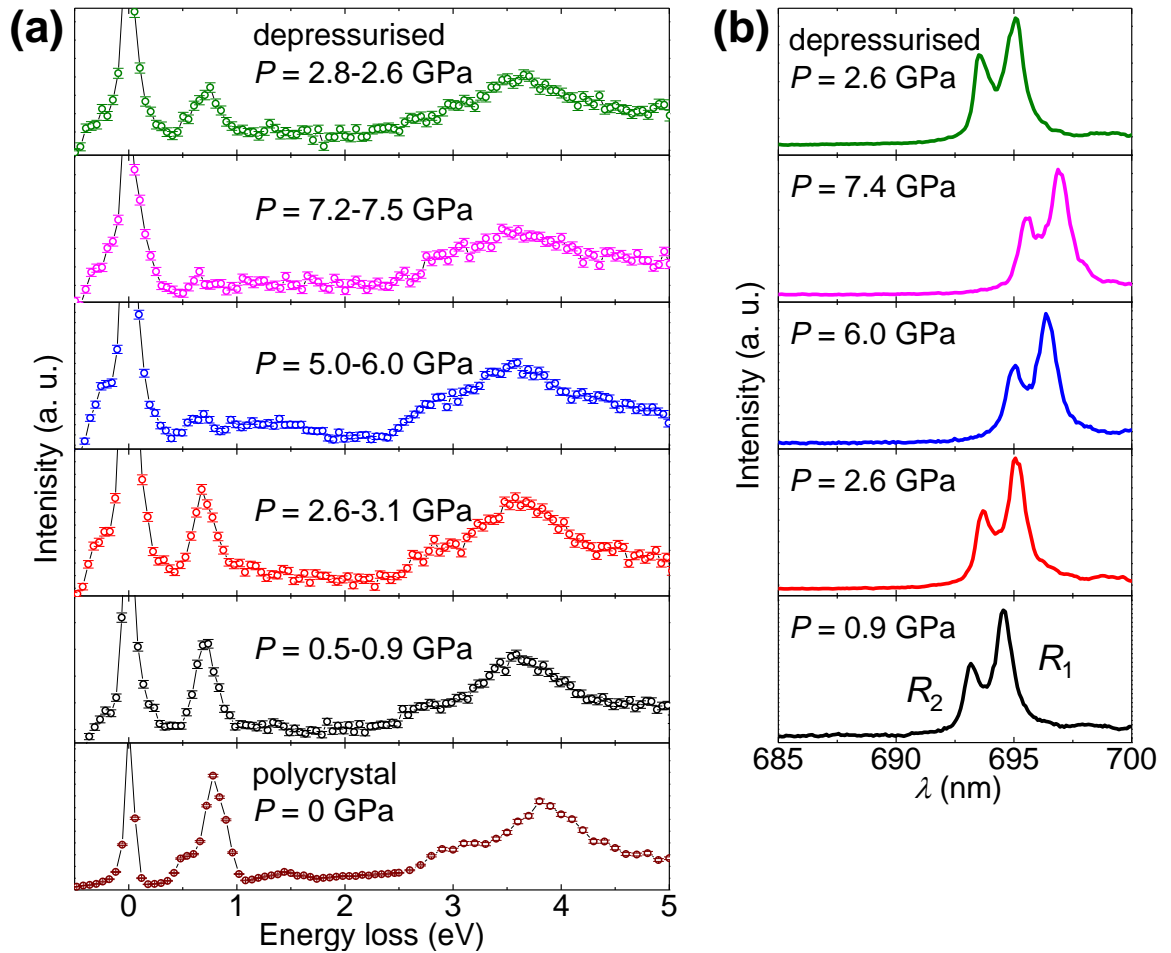 (a)
depressurised
P = 2.8-2.6 GPa
P = 7.2-7.5 GPa
P = 5.0-6.0 GPa
P = 2.6-3.1 GPa
P = 0.5-0.9 GPa
polycrystal
P = 0 GPa
Intenisity (a. u.)
0 1 2 3 4 5
Energy loss (eV)
(b)
depressurised
P = 2.6 GPa
P = 7.4 GPa
P = 6.0 GPa
P = 2.6 GPa
P = 0.9 GPa
R₂ R₁
Intenisity (a. u.)
685 690 695 700
λ (nm)